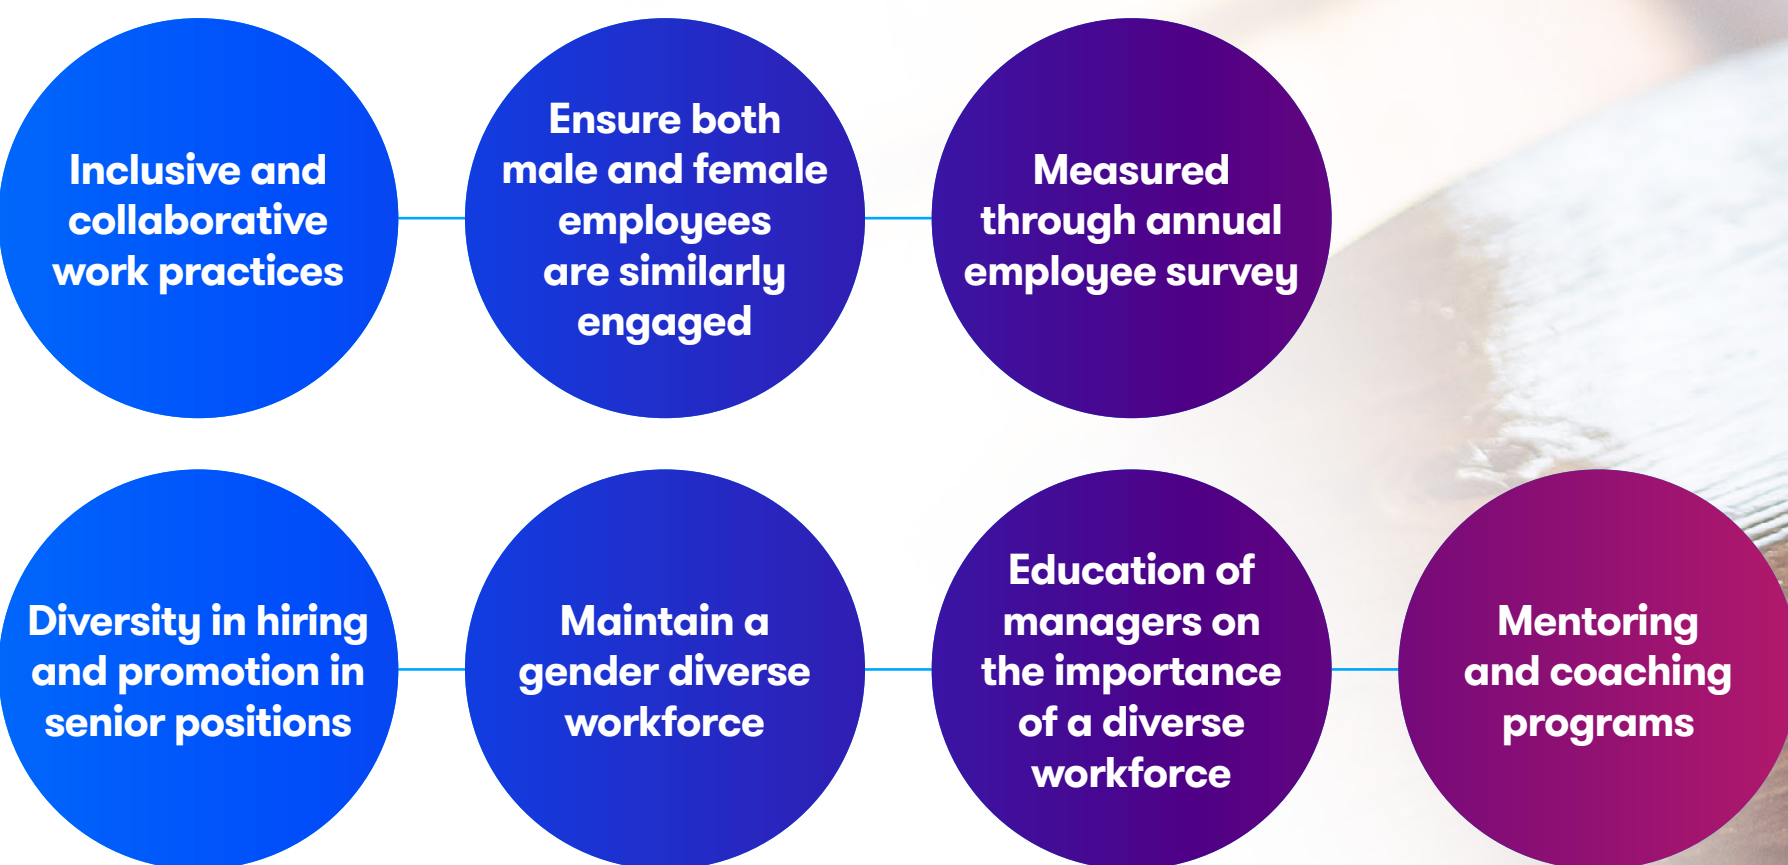 Inclusive and
collaborative
work practices
Ensure both
male and female
employees
are similarly
engaged
Measured
through annual
employee survey
Diversity in hiring
and promotion in
senior positions
Maintain a
gender diverse
workforce
Education of
managers on
the importance
of a diverse
workforce
Mentoring
and coaching
programs